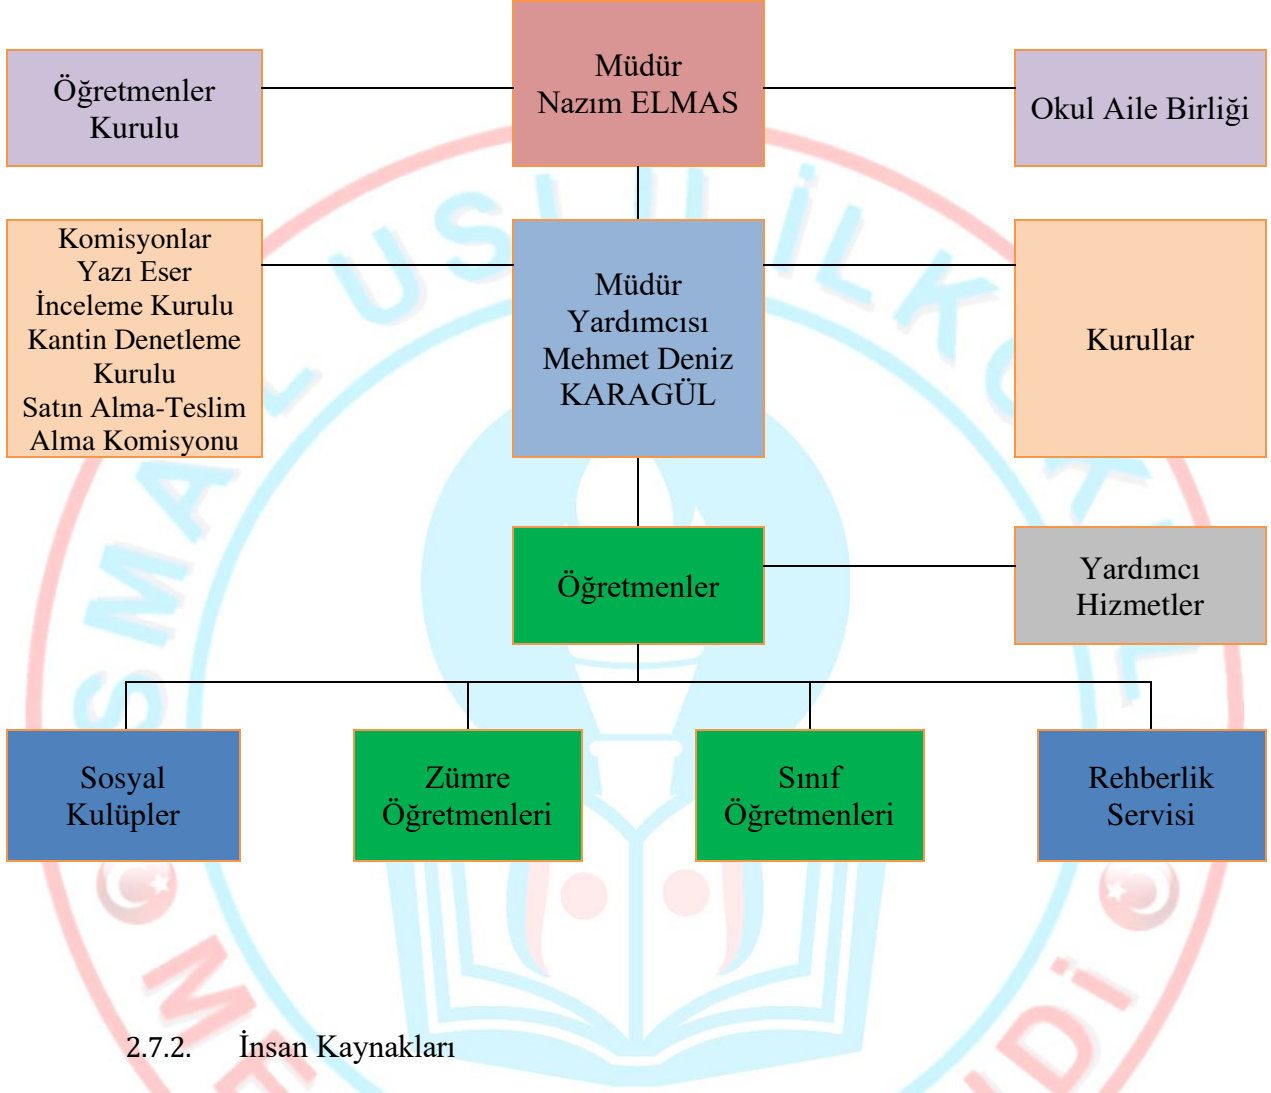 Müdür
Nazım ELMAS
Öğretmenler
Kurulu
Okul Aile Birliği
Komisyonlar
Yazı Eser
İnceleme Kurulu
Kantin Denetleme
Kurulu
Satın Alma-Teslim
Alma Komisyonu
Müdür
Yardımcısı
Mehmet Deniz
KARAGÜL
Kurullar
Öğretmenler
Yardımcı
Hizmetler
Sosyal
Kulüpler
Zümre
Öğretmenleri
Sınıf
Öğretmenleri
Rehberlik
Servisi
2.7.2. İnsan Kaynakları